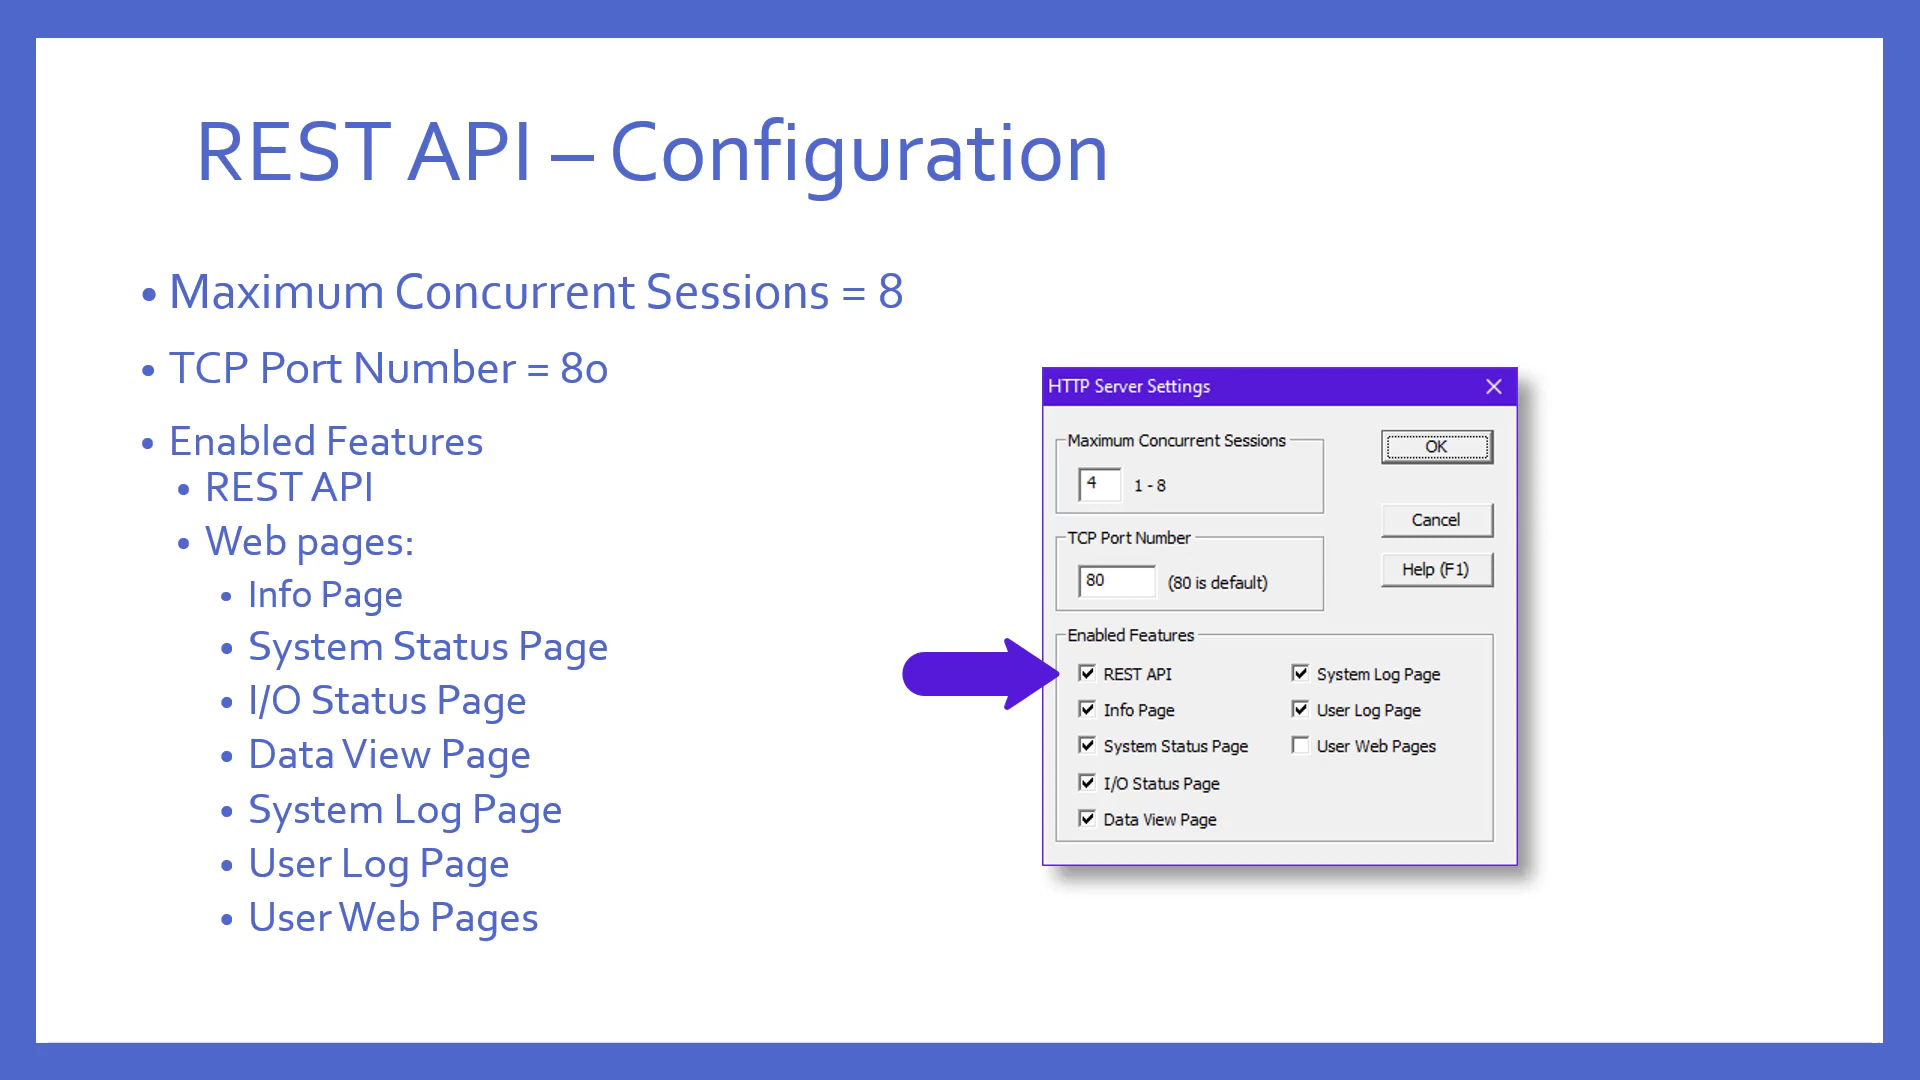 REST API – Configuration
• Maximum Concurrent Sessions = 8
• TCP Port Number = 80
• Enabled Features
• REST API
• Web pages:
• Info Page
• System Status Page
• I/O Status Page
• Data View Page
• System Log Page
• User Log Page
• User Web Pages
HTTP Server Settings
Maximum Concurrent Sessions
4 1 - 8
TCP Port Number
80 (80 is default)
OK
Cancel
Help (F1)
Enabled Features
REST API
Info Page
System Status Page
I/O Status Page
Data View Page
System Log Page
User Log Page
User Web Pages